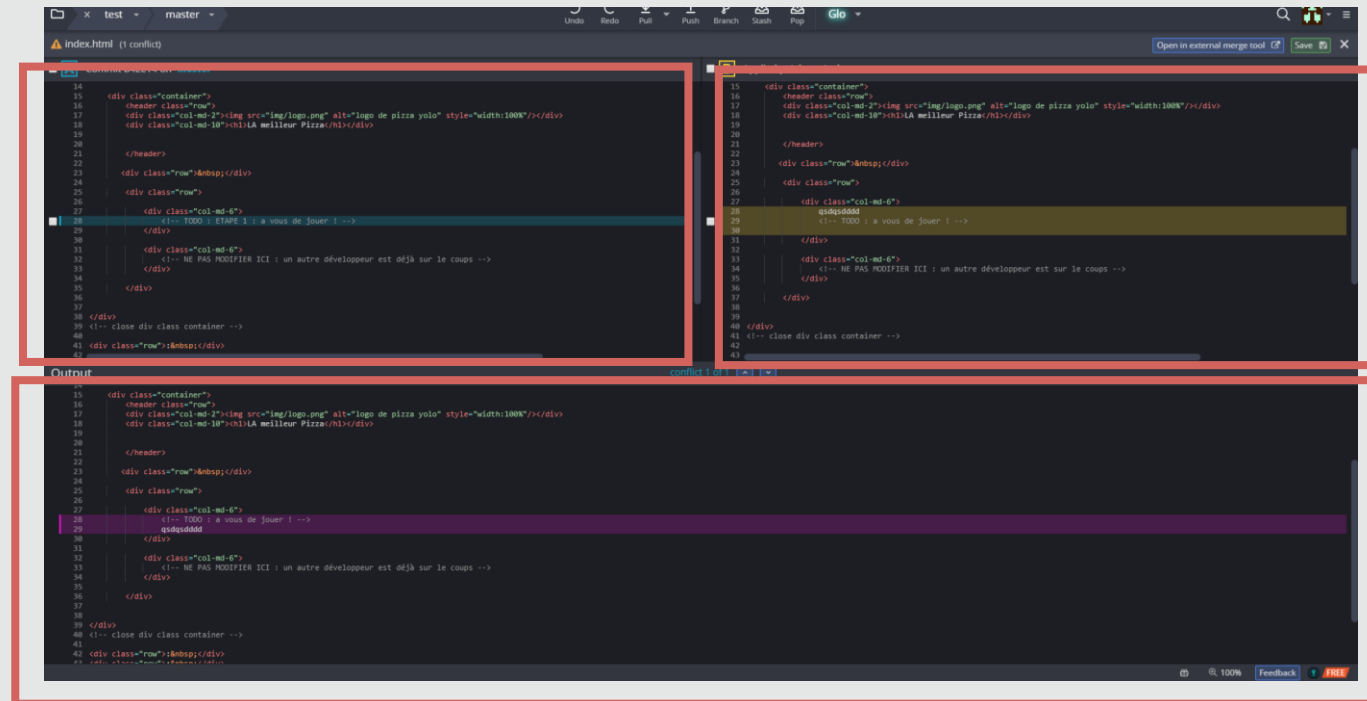 test master Undo Redo Pull Push Branch Stash Pop Glo
index.html (1 conflict) Open in external merge tool Save
14
15 <div class="container">
16 <header class="row">
17 <div class="col-md-2"><img src="img/logo.png" alt="logo de pizza yolo" style="width:100%"/></div>
18 <div class="col-md-10"><h1>LA meilleur Pizza</h1></div>
19
20
21 </header>
22
23 <div class="row">&nbsp;</div>
24
25 <div class="row">
26
27 <div class="col-md-6">
28 <!-- TODO : ETAPE 1 : a vous de jouer ! -->
29 </div>
30
31 <div class="col-md-6">
32 <!-- NE PAS MODIFIER ICI : un autre développeur est déjà sur le coups -->
33 </div>
34
35 </div>
36
37
38 </div>
39 <!-- close div class container -->
40
41 <div class="row">:&nbsp;</div>
42
15 <div class="container">
16 <header class="row">
17 <div class="col-md-2"><img src="img/logo.png" alt="logo de pizza yolo" style="width:100%"/></div>
18 <div class="col-md-10"><h1>LA meilleur Pizza</h1></div>
19
20
21 </header>
22
23 <div class="row">&nbsp;</div>
24
25 <div class="row">
26
27 <div class="col-md-6">
28 qsdqsdddd
29 <!-- TODO : a vous de jouer ! -->
30
31 </div>
32
33 <div class="col-md-6">
34 <!-- NE PAS MODIFIER ICI : un autre développeur est sur le coups -->
35 </div>
36
37 </div>
38
39
40 </div>
41 <!-- close div class container -->
42
43
Output conflict 1 of 1
14
15 <div class="container">
16 <header class="row">
17 <div class="col-md-2"><img src="img/logo.png" alt="logo de pizza yolo" style="width:100%"/></div>
18 <div class="col-md-10"><h1>LA meilleur Pizza</h1></div>
19
20
21 </header>
22
23 <div class="row">&nbsp;</div>
24
25 <div class="row">
26
27 <div class="col-md-6">
28 <!-- TODO : a vous de jouer ! -->
29 qsdqsdddd
30 </div>
31
32 <div class="col-md-6">
33 <!-- NE PAS MODIFIER ICI : un autre développeur est déjà sur le coups -->
34 </div>
35
36 </div>
37
38
39 </div>
40 <!-- close div class container -->
41
42 <div class="row">:&nbsp;</div>
43 <div class="row">:&nbsp;</div>
100% Feedback FREE